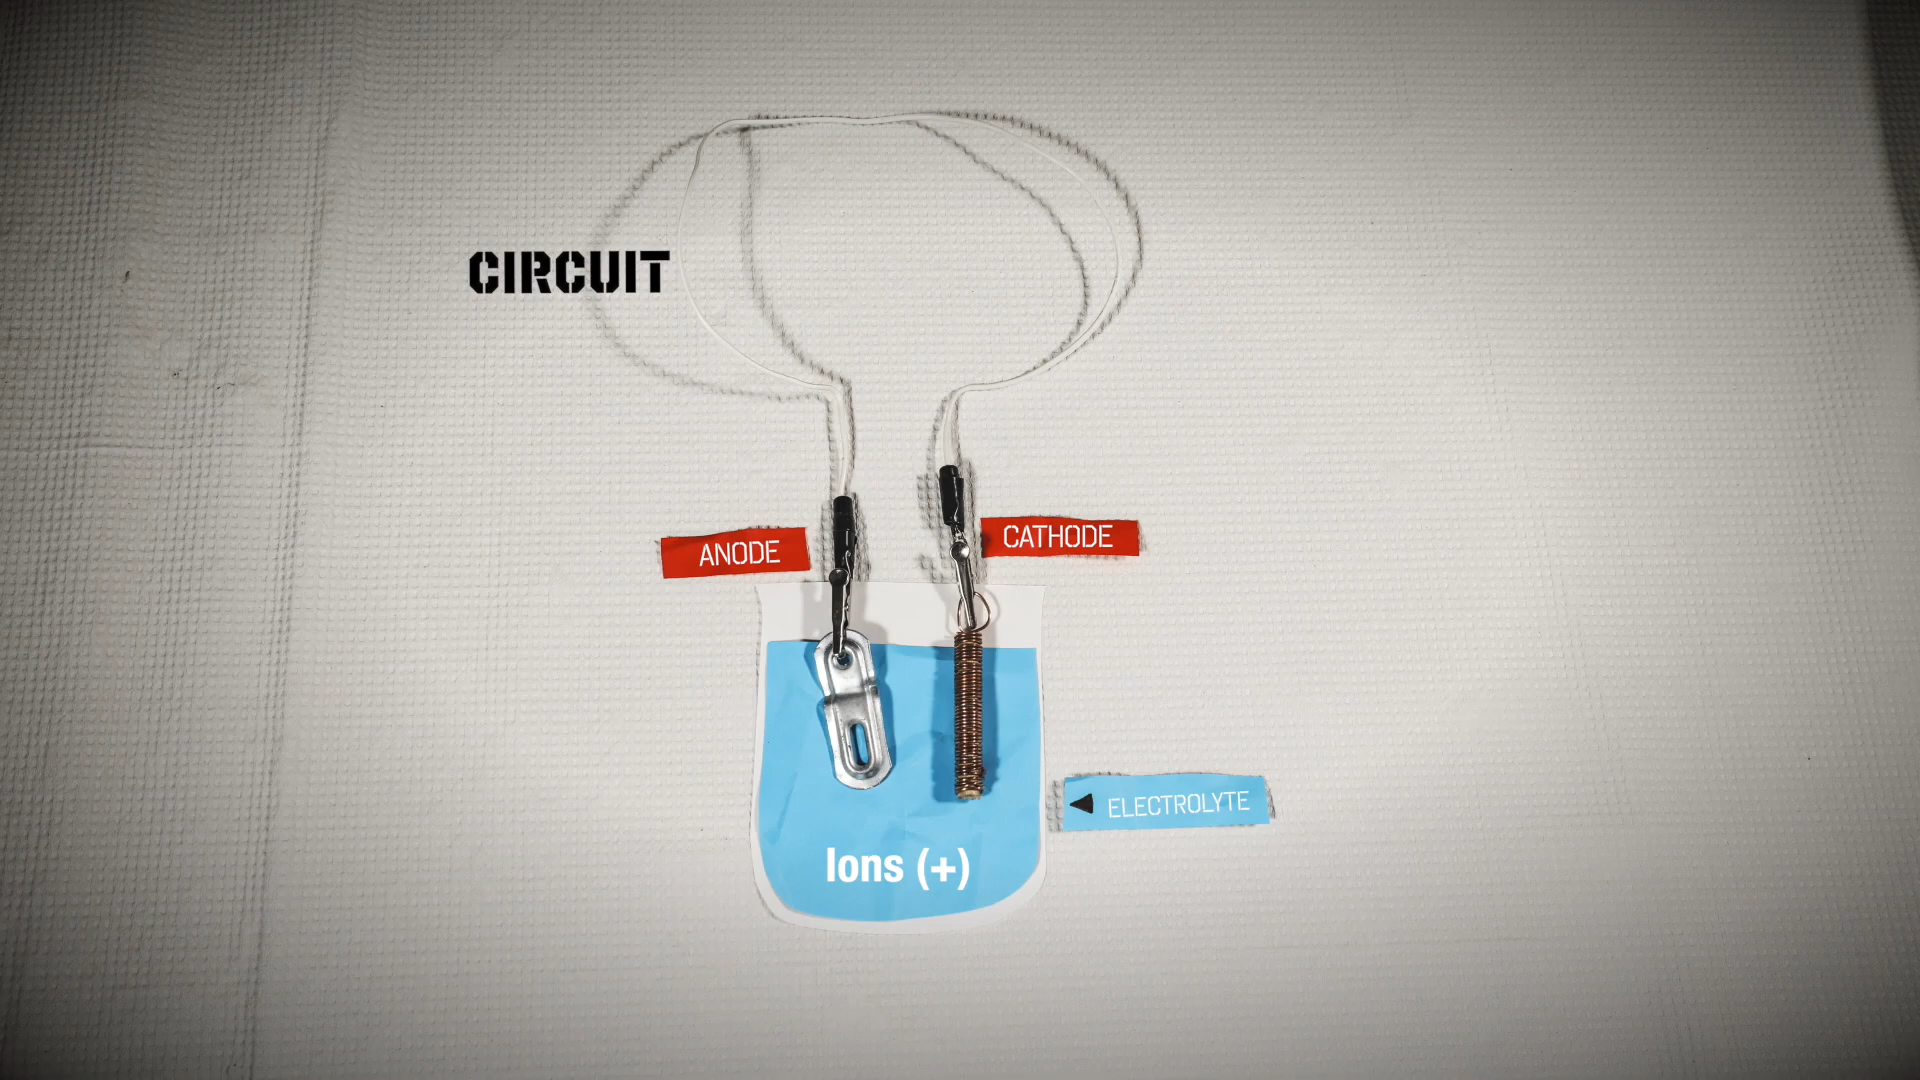 CIRCUIT
ANODE
CATHODE
ELECTROLYTE
Ions (+)